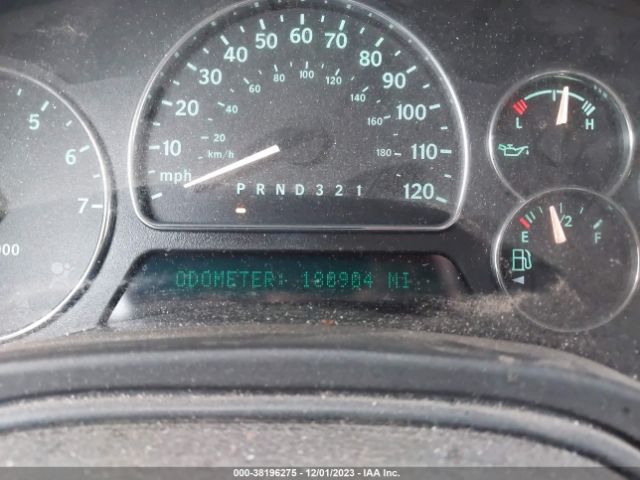 10 20 30 40 50 60 70 80 90 100 110 120
mph
20 40 60 80 100 120 140 160 180
km/h
P R N D 3 2 1
5
6
7
L H
E 1/2 F
ODOMETER: 180904 MI
000-38196275 - 12/01/2023 - IAA Inc.